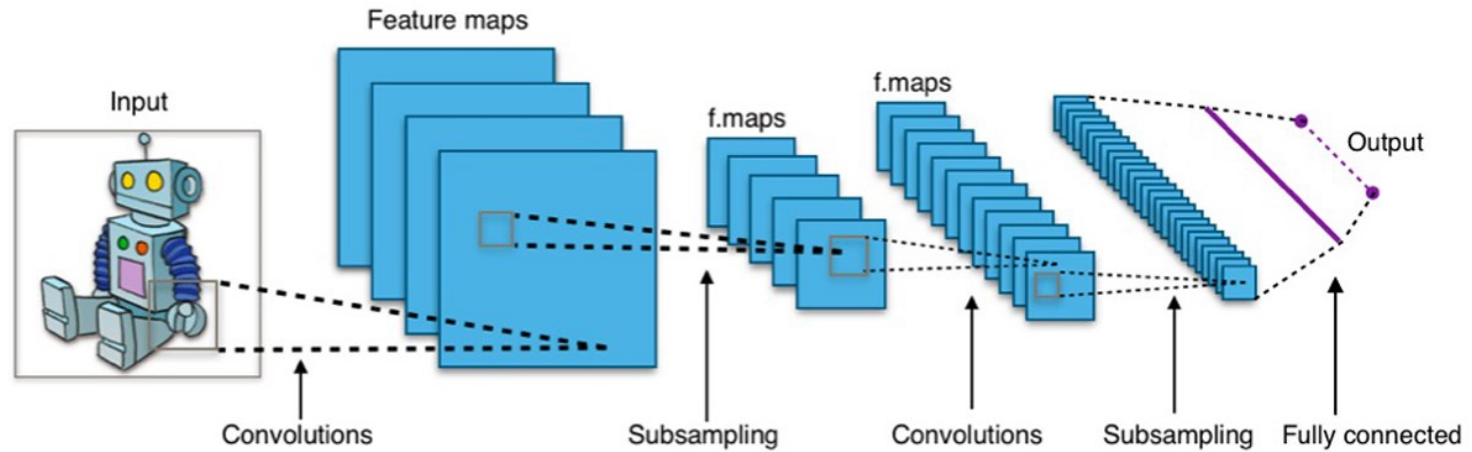 Feature maps
Input
f.maps
f.maps
Output
Convolutions
Subsampling
Convolutions
Subsampling
Fully connected